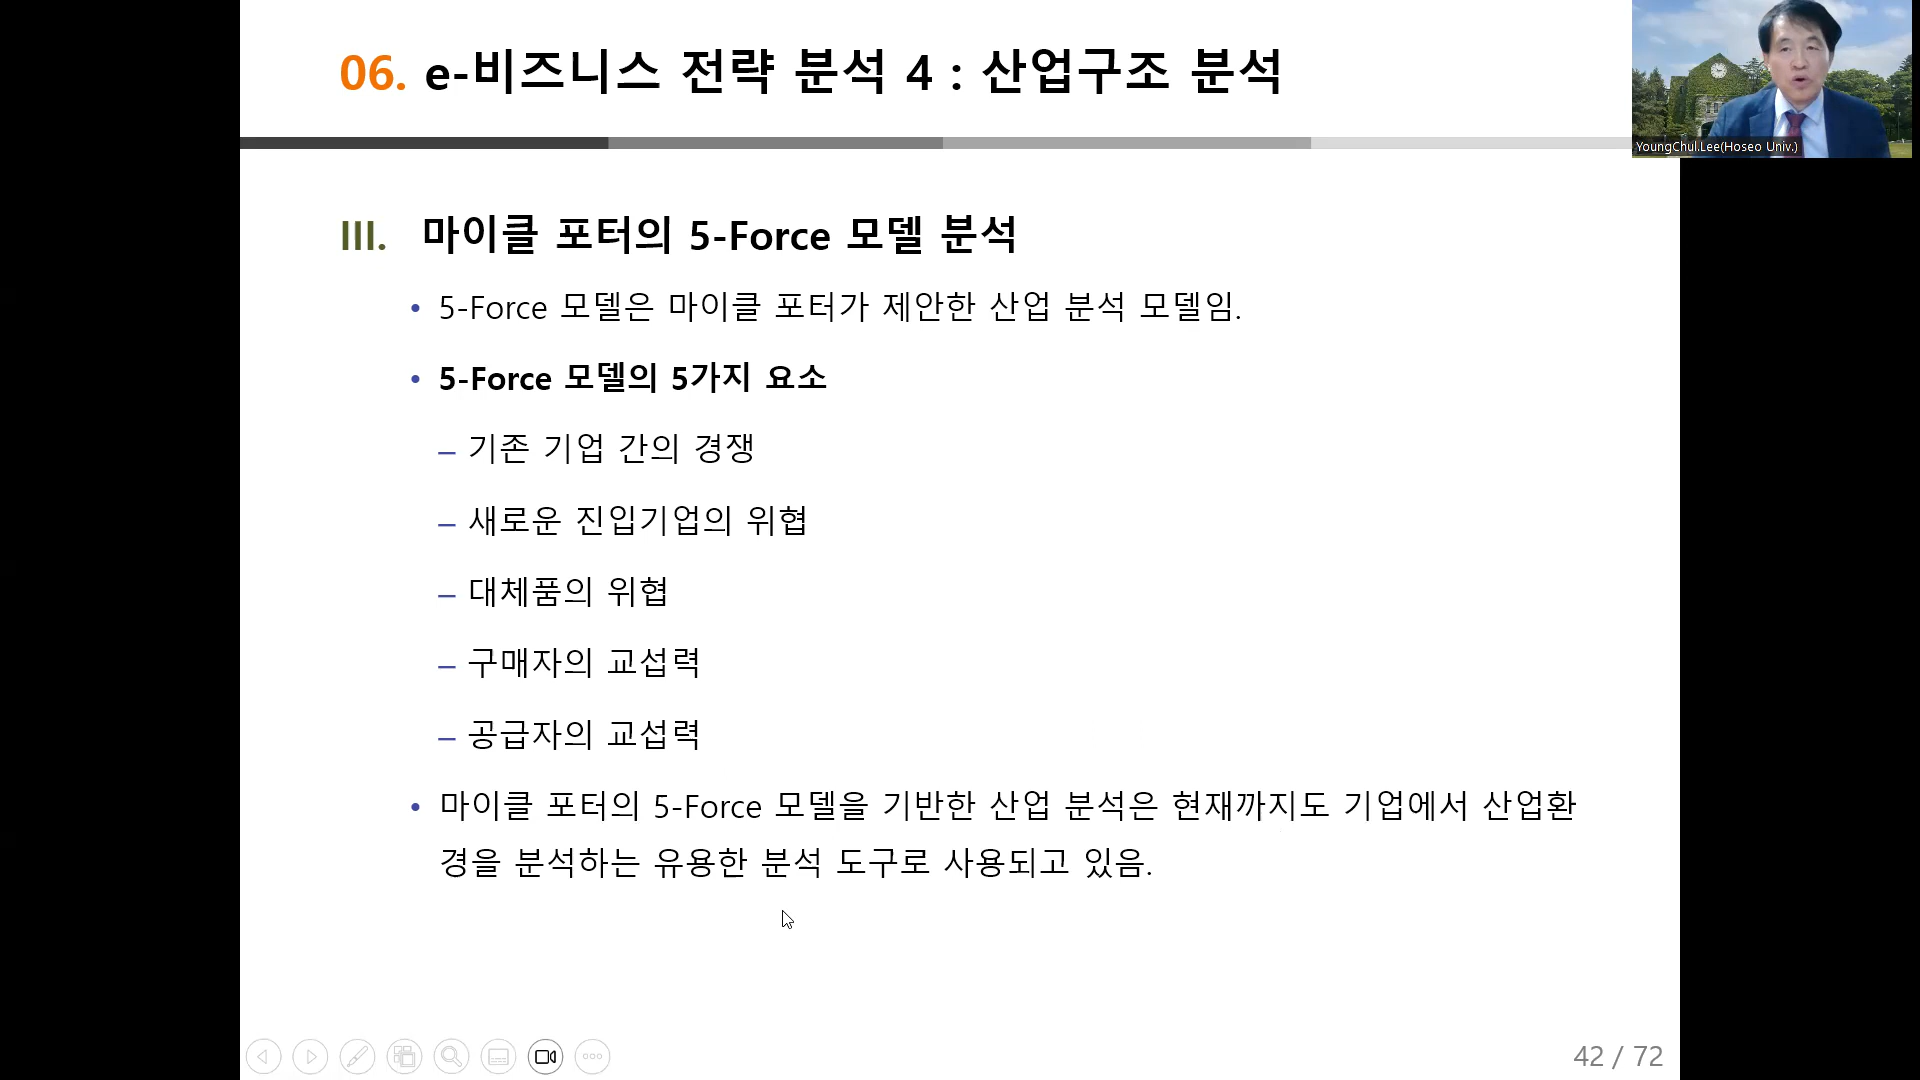 06. e-비즈니스 전략 분석 4 : 산업구조 분석
YoungChul.Lee(Hoseo Univ.)
III. 마이클 포터의 5-Force 모델 분석
• 5-Force 모델은 마이클 포터가 제안한 산업 분석 모델임.
• 5-Force 모델의 5가지 요소
– 기존 기업 간의 경쟁
– 새로운 진입기업의 위협
– 대체품의 위협
– 구매자의 교섭력
– 공급자의 교섭력
• 마이클 포터의 5-Force 모델을 기반한 산업 분석은 현재까지도 기업에서 산업환
경을 분석하는 유용한 분석 도구로 사용되고 있음.
42 / 72